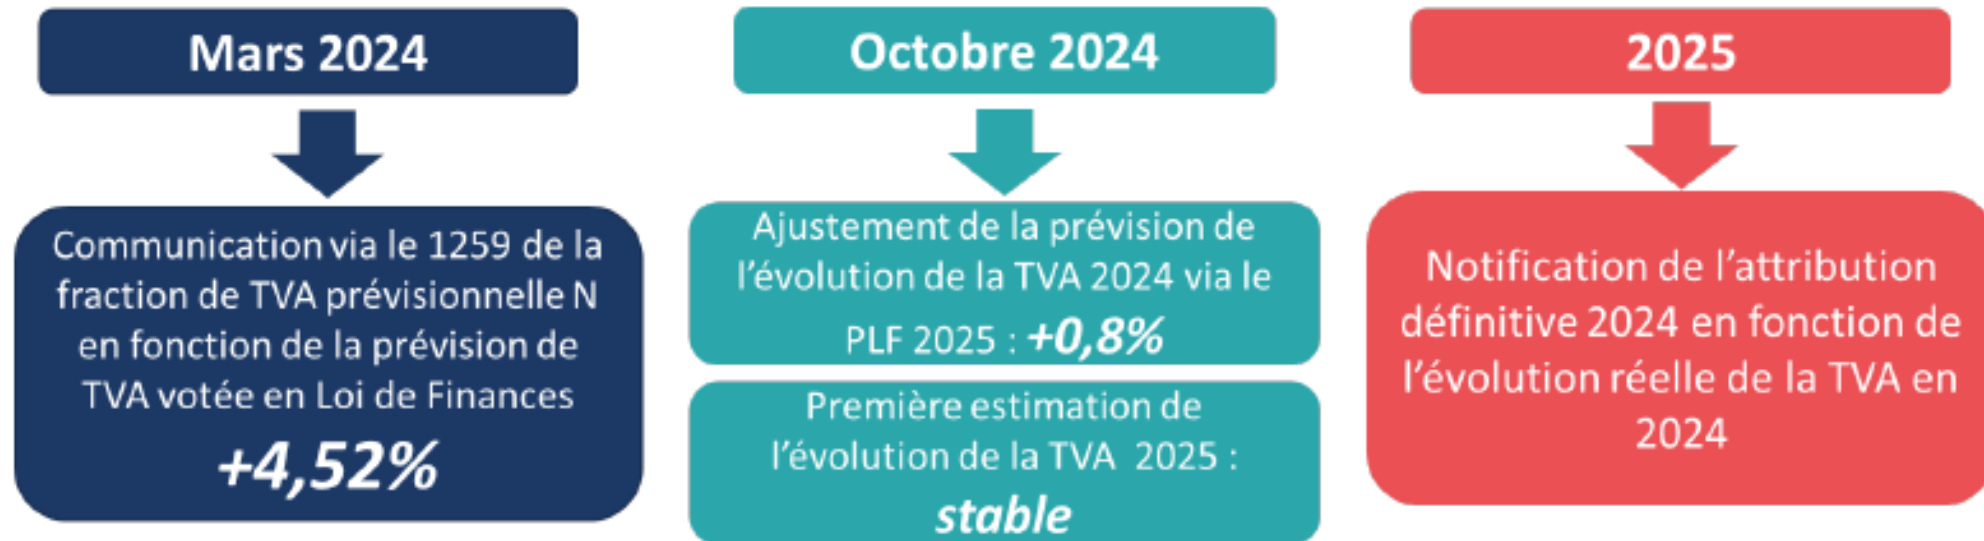 Mars 2024
Communication via le 1259 de la
fraction de TVA prévisionnelle N
en fonction de la prévision de
TVA votée en Loi de Finances
+4,52%
Octobre 2024
Ajustement de la prévision de
l’évolution de la TVA 2024 via le
PLF 2025 : +0,8%
Première estimation de
l’évolution de la TVA 2025 :
stable
2025
Notification de l’attribution
définitive 2024 en fonction de
l’évolution réelle de la TVA en
2024